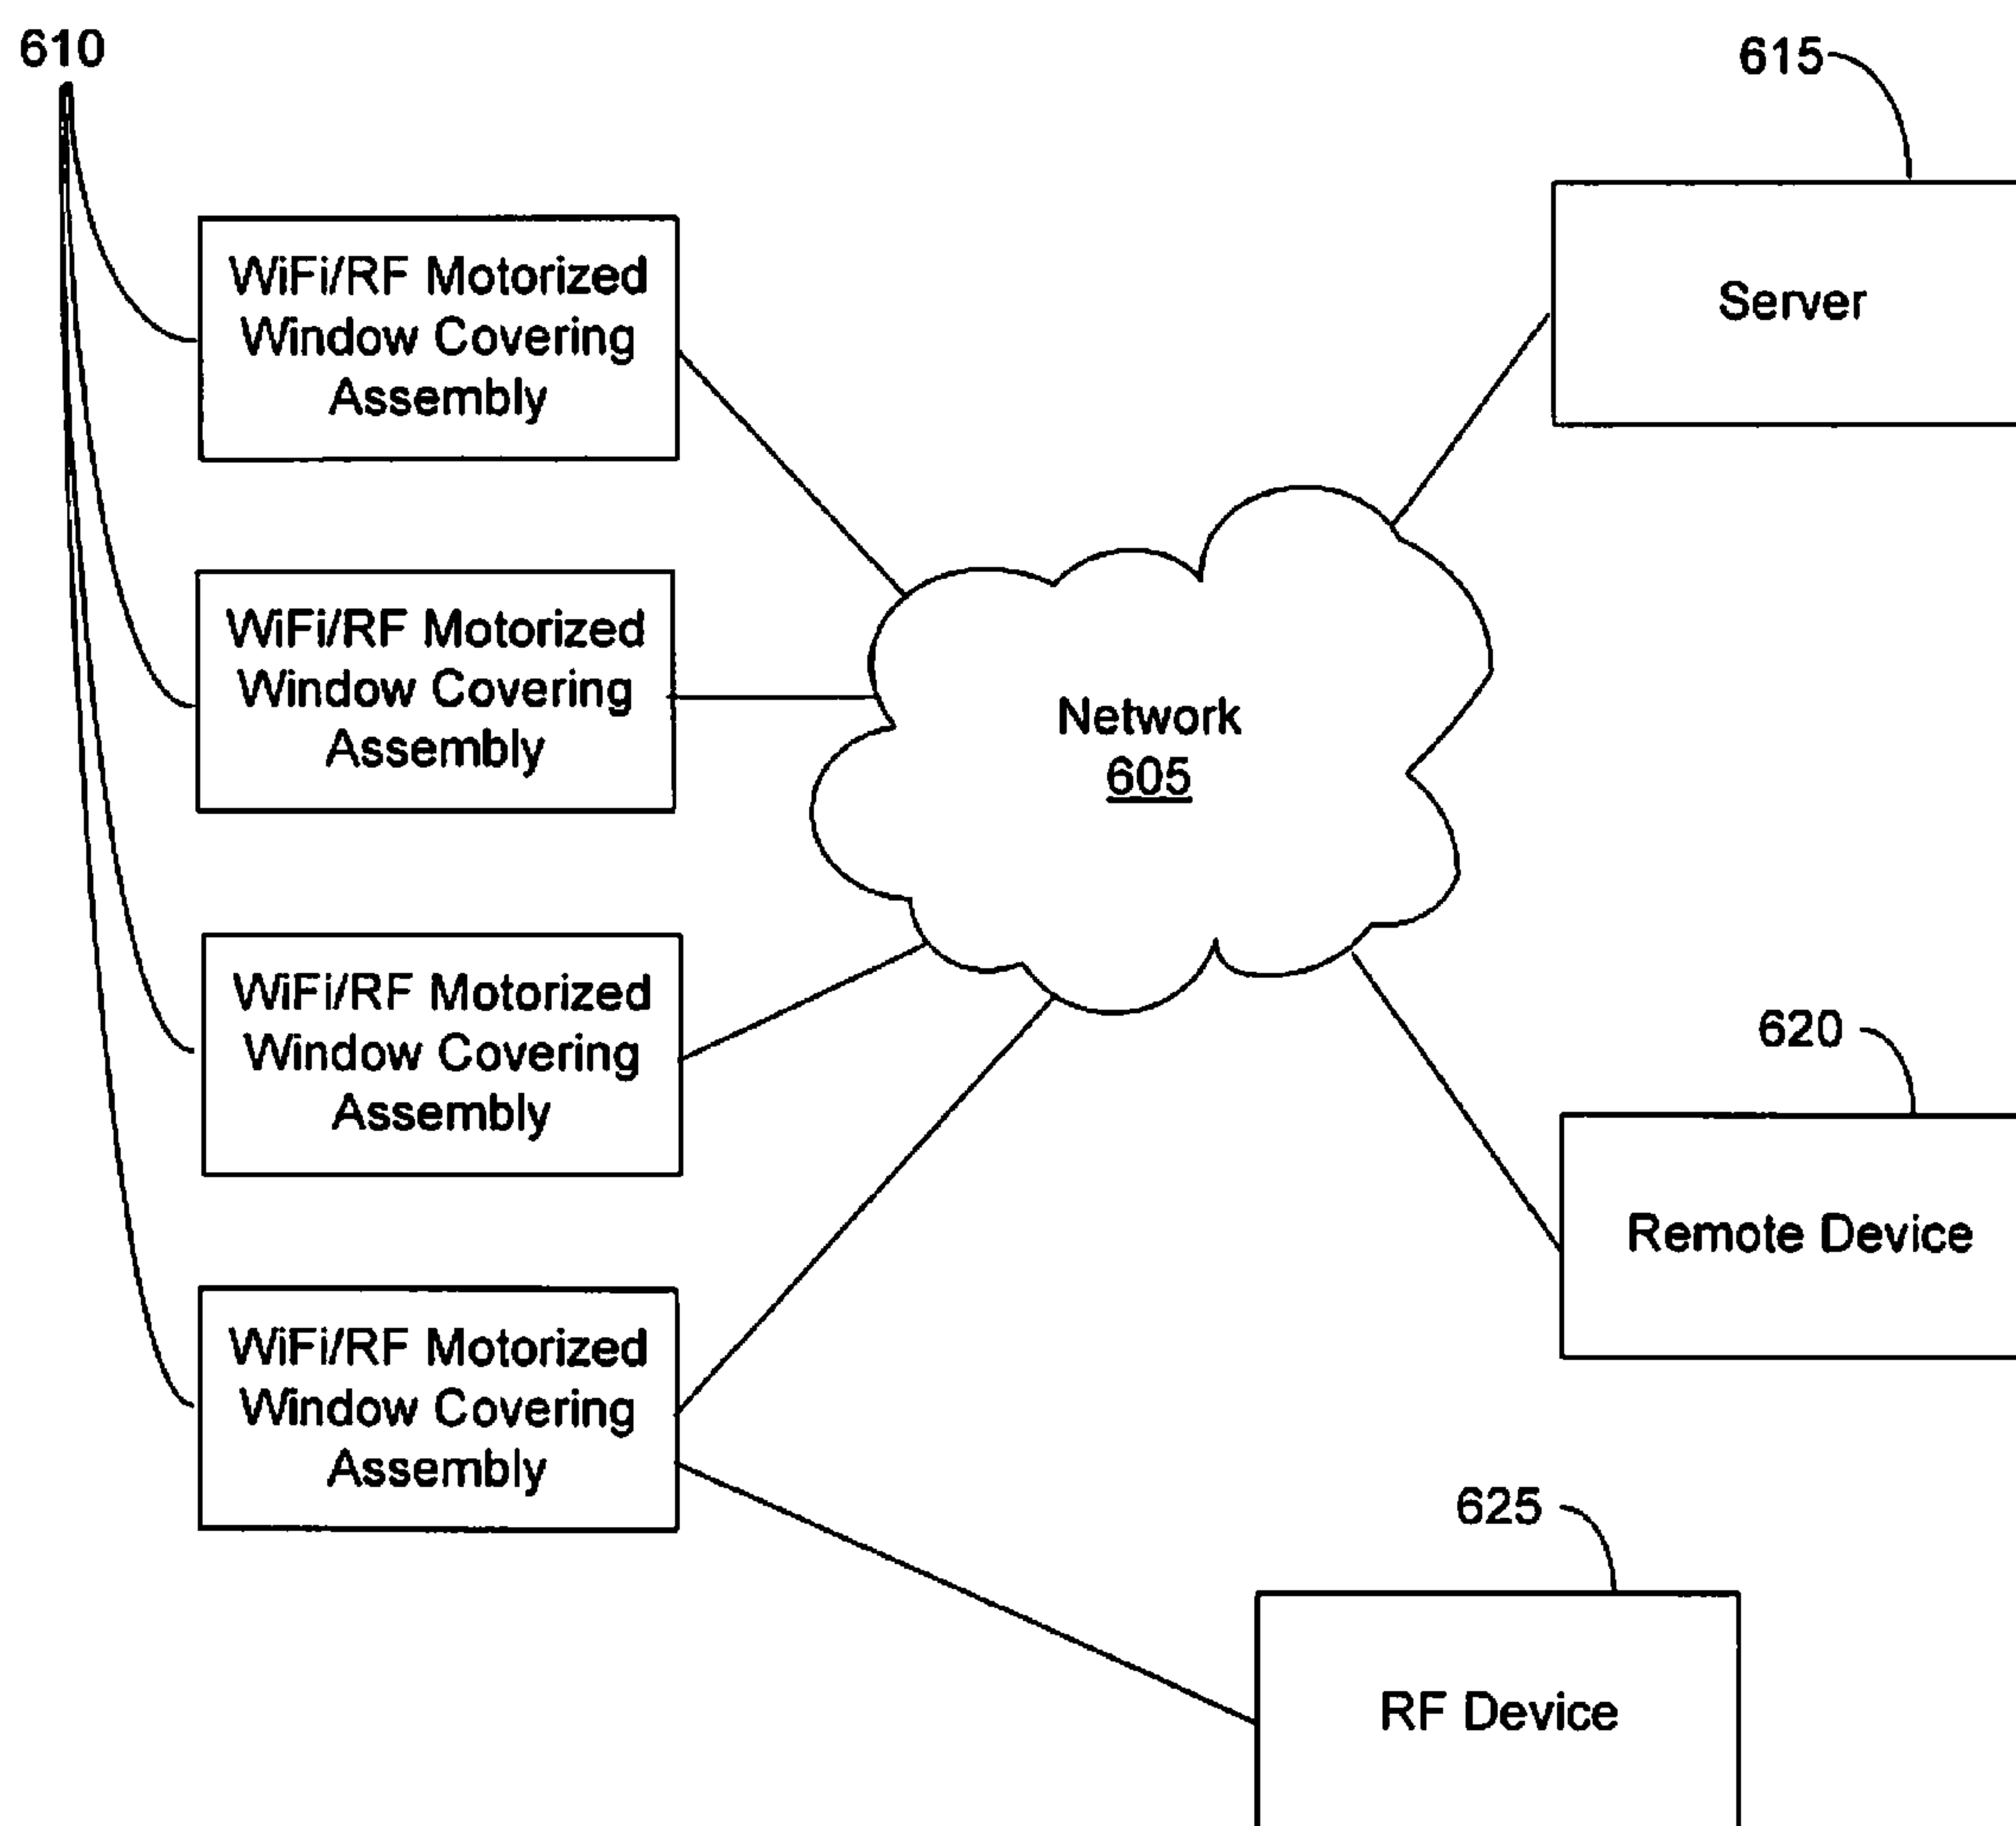 610
615
WiFi/RF Motorized
Window Covering
Assembly
Server
WiFi/RF Motorized
Window Covering
Assembly
Network
605
WiFi/RF Motorized
Window Covering
Assembly
620
Remote Device
WiFi/RF Motorized
Window Covering
Assembly
625
RF Device